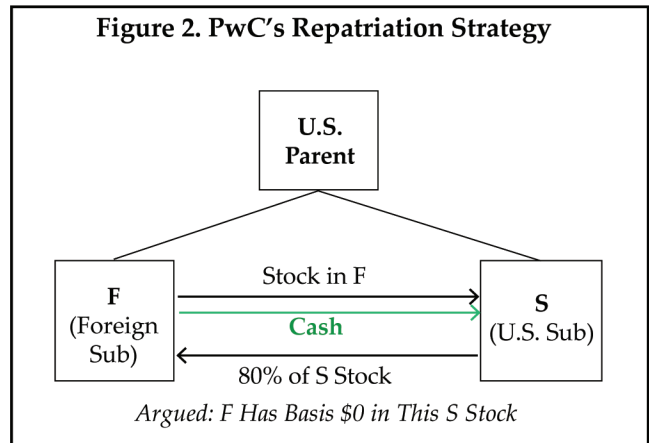 Figure 2. PwC's Repatriation Strategy
U.S.
Parent
F
(Foreign
Sub)
Stock in F
Cash
80% of S Stock
S
(U.S. Sub)
Argued: F Has Basis $0 in This S Stock